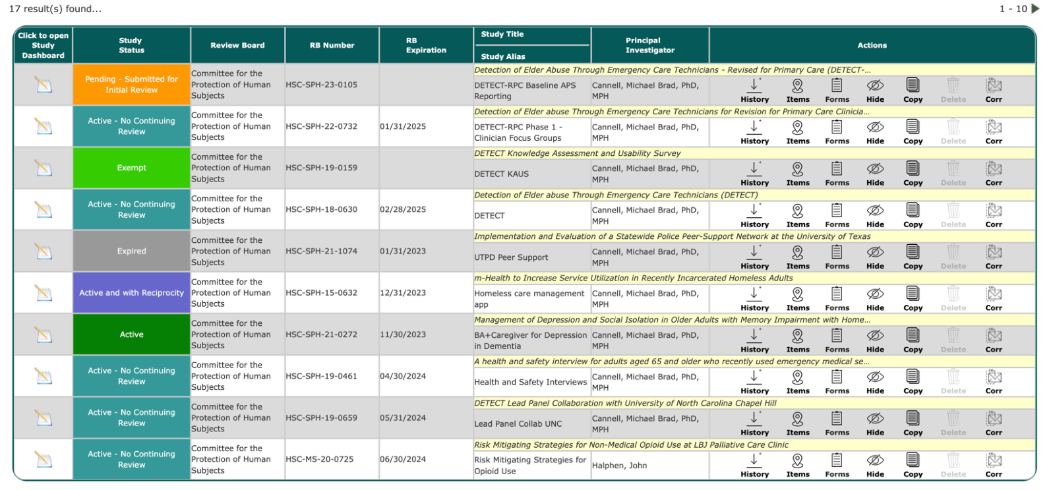 17 result(s) found...
1 - 10
Click to open Study Dashboard
Study Status
Review Board
RB Number
RB Expiration
Study Title
Study Alias
Principal Investigator
Actions
Pending - Submitted for Initial Review
Committee for the Protection of Human Subjects
HSC-SPH-23-0105
Detection of Elder Abuse Through Emergency Care Technicians - Revised for Primary Care (DETECT-...
DETECT-RPC Baseline APS Reporting
Cannell, Michael Brad, PhD, MPH
History Items Forms Hide Copy Delete Corr
Active - No Continuing Review
Committee for the Protection of Human Subjects
HSC-SPH-22-0732
01/31/2025
Detection of Elder abuse Through Emergency Care Technicians for Revision for Primary Care Clinicia...
DETECT-RPC Phase 1 - Clinician Focus Groups
Cannell, Michael Brad, PhD, MPH
History Items Forms Hide Copy Delete Corr
Exempt
Committee for the Protection of Human Subjects
HSC-SPH-19-0159
DETECT Knowledge Assessment and Usability Survey
DETECT KAUS
Cannell, Michael Brad, PhD, MPH
History Items Forms Hide Copy Delete Corr
Active - No Continuing Review
Committee for the Protection of Human Subjects
HSC-SPH-18-0630
02/28/2025
Detection of Elder abuse Through Emergency Care Technicians (DETECT)
DETECT
Cannell, Michael Brad, PhD, MPH
History Items Forms Hide Copy Delete Corr
Expired
Committee for the Protection of Human Subjects
HSC-SPH-21-1074
01/31/2023
Implementation and Evaluation of a Statewide Police Peer-Support Network at the University of Texas
UTPD Peer Support
Cannell, Michael Brad, PhD, MPH
History Items Forms Hide Copy Delete Corr
Active and with Reciprocity
Committee for the Protection of Human Subjects
HSC-SPH-15-0632
12/31/2023
m-Health to Increase Service Utilization in Recently Incarcerated Homeless Adults
Homeless care management app
Cannell, Michael Brad, PhD, MPH
History Items Forms Hide Copy Delete Corr
Active
Committee for the Protection of Human Subjects
HSC-SPH-21-0272
11/30/2023
Management of Depression and Social Isolation in Older Adults with Memory Impairment with Home...
BA+Caregiver for Depression in Dementia
Cannell, Michael Brad, PhD, MPH
History Items Forms Hide Copy Delete Corr
Active - No Continuing Review
Committee for the Protection of Human Subjects
HSC-SPH-19-0461
04/30/2024
A health and safety interview for adults aged 65 and older who recently used emergency medical se...
Health and Safety Interviews
Cannell, Michael Brad, PhD, MPH
History Items Forms Hide Copy Delete Corr
Active - No Continuing Review
Committee for the Protection of Human Subjects
HSC-SPH-19-0659
05/31/2024
DETECT Lead Panel Collaboration with University of North Carolina Chapel Hill
Lead Panel Collab UNC
Cannell, Michael Brad, PhD, MPH
History Items Forms Hide Copy Delete Corr
Active - No Continuing Review
Committee for the Protection of Human Subjects
HSC-MS-20-0725
06/30/2024
Risk Mitigating Strategies for Non-Medical Opioid Use at LBJ Palliative Care Clinic
Risk Mitigating Strategies for Opioid Use
Halphen, John
History Items Forms Hide Copy Delete Corr